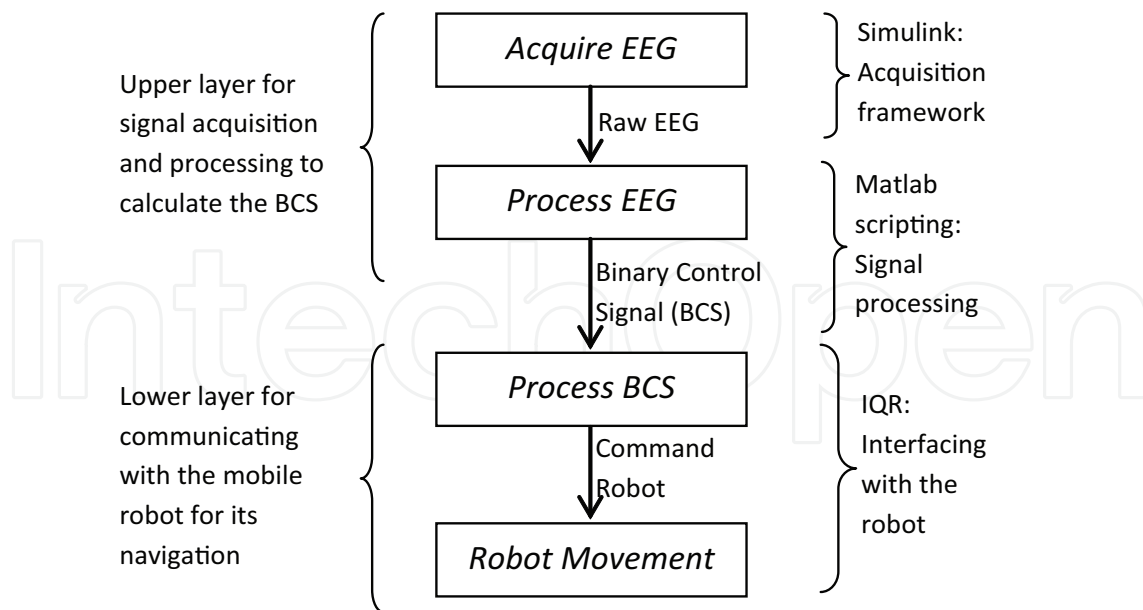 Acquire EEG
Simulink:
Acquisition
framework
Upper layer for
signal acquisition
and processing to
calculate the BCS
Raw EEG
Process EEG
Matlab
scripting:
Signal
processing
Binary Control
Signal (BCS)
Process BCS
Lower layer for
communicating
with the mobile
robot for its
navigation
IQR:
Interfacing
with the
robot
Command
Robot
Robot Movement
IntechOpen